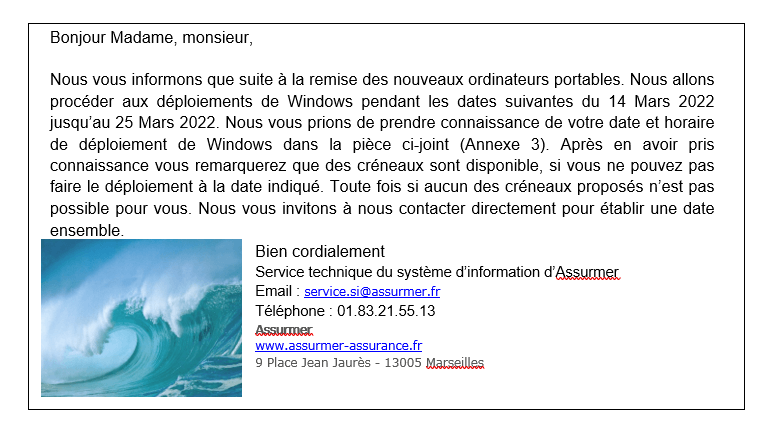 Bonjour Madame, monsieur,
Nous vous informons que suite à la remise des nouveaux ordinateurs portables. Nous allons
procéder aux déploiements de Windows pendant les dates suivantes du 14 Mars 2022
jusqu’au 25 Mars 2022. Nous vous prions de prendre connaissance de votre date et horaire
de déploiement de Windows dans la pièce ci-joint (Annexe 3). Après en avoir pris
connaissance vous remarquerez que des créneaux sont disponible, si vous ne pouvez pas
faire le déploiement à la date indiqué. Toute fois si aucun des créneaux proposés n’est pas
possible pour vous. Nous vous invitons à nous contacter directement pour établir une date
ensemble.
Bien cordialement
Service technique du système d’information d’Assurmer
Email : service.si@assurmer.fr
Téléphone : 01.83.21.55.13
Assurmer
www.assurmer-assurance.fr
9 Place Jean Jaurès - 13005 Marseilles